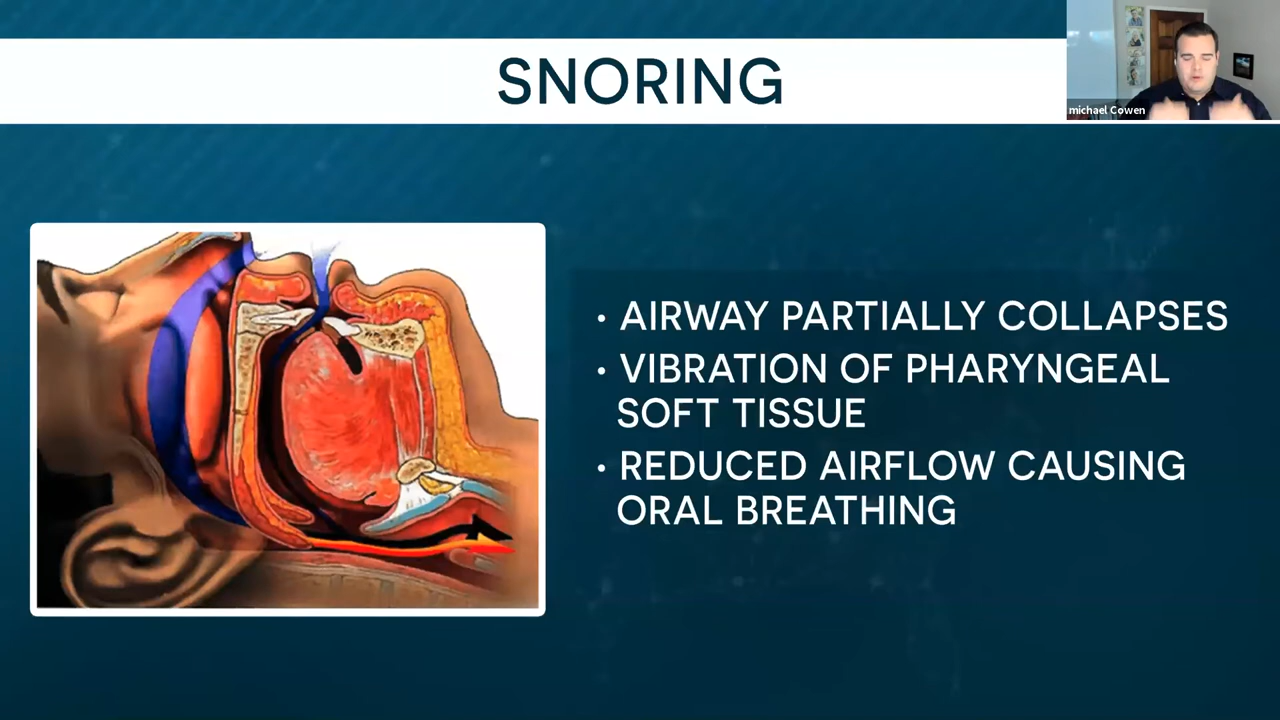 SNORING
michael Cowen
• AIRWAY PARTIALLY COLLAPSES
• VIBRATION OF PHARYNGEAL
SOFT TISSUE
• REDUCED AIRFLOW CAUSING
ORAL BREATHING